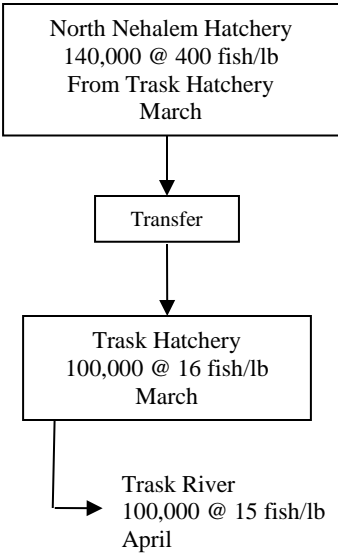 North Nehalem Hatchery
140,000 @ 400 fish/lb
From Trask Hatchery
March
Transfer
Trask Hatchery
100,000 @ 16 fish/lb
March
Trask River
100,000 @ 15 fish/lb
April